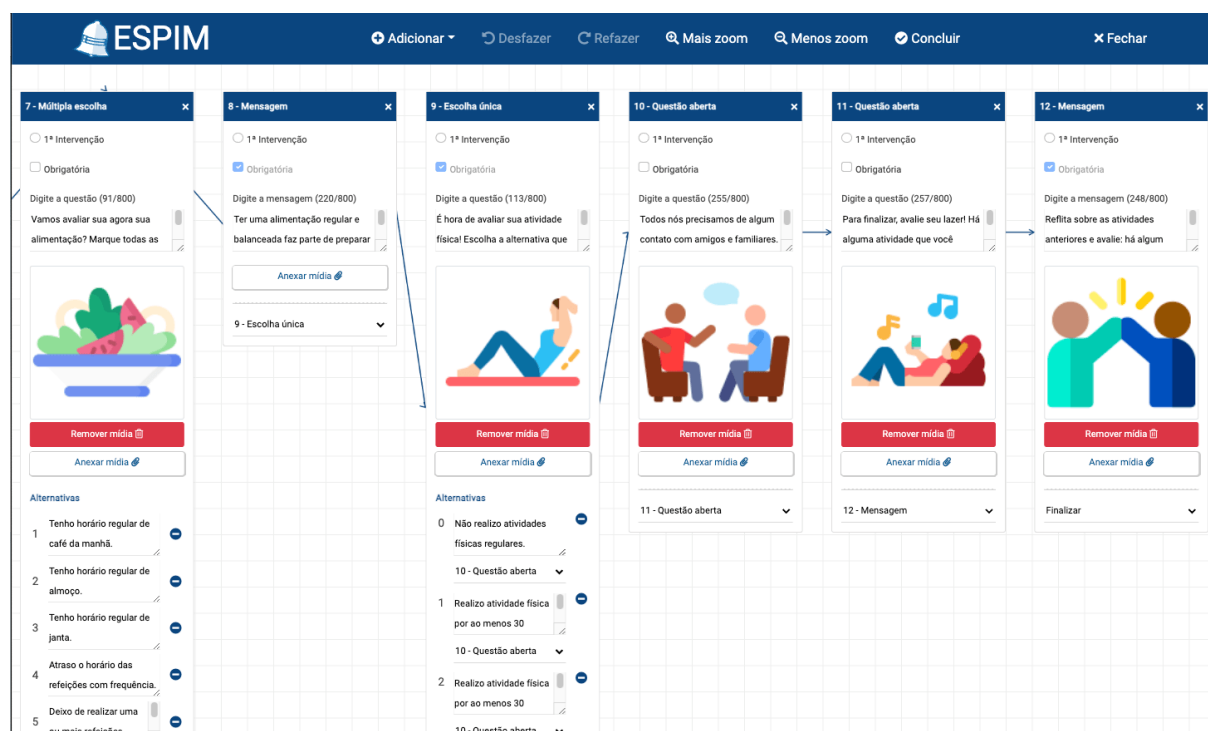 ESPIM
Adicionar
Desfazer
Refazer
Mais zoom
Menos zoom
Concluir
Fechar
7 - Múltipla escolha
1ª Intervenção
Obrigatória
Digite a questão (91/800)
Vamos avaliar sua agora sua
alimentação? Marque todas as
Remover mídia
Anexar mídia
Alternativas
1
Tenho horário regular de
café da manhã.
2
Tenho horário regular de
almoço.
3
Tenho horário regular de
janta.
4
Atraso o horário das
refeições com frequência.
5
Deixo de realizar uma
ou mais refeições
8 - Mensagem
1ª Intervenção
Obrigatória
Digite a mensagem (220/800)
Ter uma alimentação regular e
balanceada faz parte de preparar
Anexar mídia
9 - Escolha única
9 - Escolha única
1ª Intervenção
Obrigatória
Digite a questão (113/800)
É hora de avaliar sua atividade
física! Escolha a alternativa que
Remover mídia
Anexar mídia
Alternativas
0
Não realizo atividades
físicas regulares.
10 - Questão aberta
1
Realizo atividade física
por ao menos 30
10 - Questão aberta
2
Realizo atividade física
por ao menos 30
10 - Questão aberta
10 - Questão aberta
1ª Intervenção
Obrigatória
Digite a questão (255/800)
Todos nós precisamos de algum
contato com amigos e familiares.
Remover mídia
Anexar mídia
11 - Questão aberta
11 - Questão aberta
1ª Intervenção
Obrigatória
Digite a questão (257/800)
Para finalizar, avalie seu lazer! Há
alguma atividade que você
Remover mídia
Anexar mídia
12 - Mensagem
12 - Mensagem
1ª Intervenção
Obrigatória
Digite a mensagem (248/800)
Reflita sobre as atividades
anteriores e avalie: há algum
Remover mídia
Anexar mídia
Finalizar